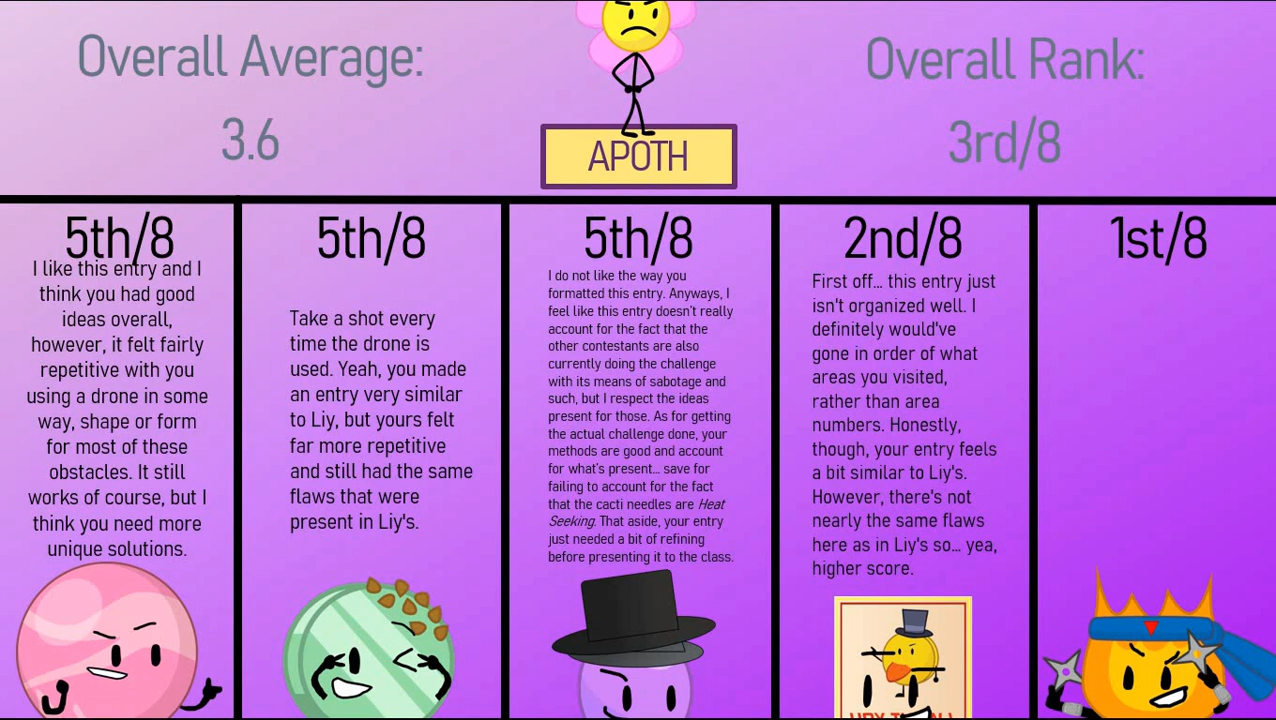 Overall Average:
3.6
APOTH
Overall Rank:
3rd/8
5th/8
I like this entry and I
think you had good
ideas overall,
however, it felt fairly
repetitive with you
using a drone in some
way, shape or form
for most of these
obstacles. It still
works of course, but I
think you need more
unique solutions.
5th/8
Take a shot every
time the drone is
used. Yeah, you made
an entry very similar
to Liy, but yours felt
far more repetitive
and still had the same
flaws that were
present in Liy's.
5th/8
I do not like the way you
formatted this entry. Anyways, I
feel like this entry doesn't really
account for the fact that the
other contestants are also
currently doing the challenge
with its means of sabotage and
such, but I respect the ideas
present for those. As for getting
the actual challenge done, your
methods are good and account
for what's present... save for
failing to account for the fact
that the cacti needles are Heat
Seeking. That aside, your entry
just needed a bit of refining
before presenting it to the class.
2nd/8
First off... this entry just
isn't organized well. I
definitely would've
gone in order of what
areas you visited,
rather than area
numbers. Honestly,
though, your entry feels
a bit similar to Liy's.
However, there's not
nearly the same flaws
here as in Liy's so... yea,
higher score.
1st/8